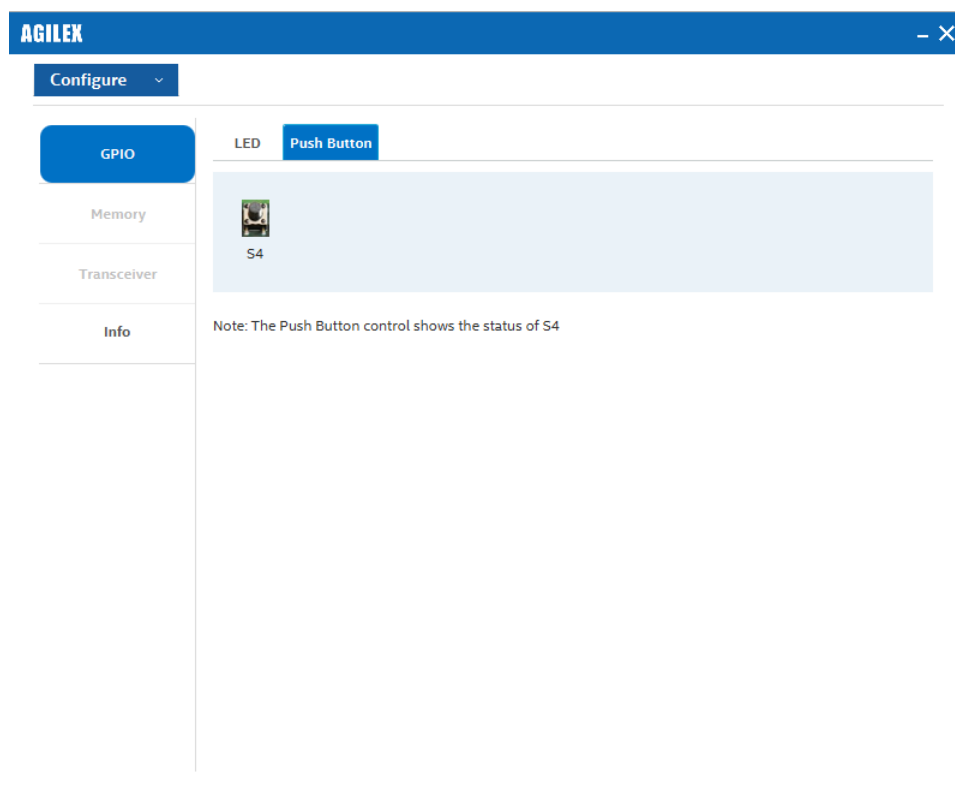 AGILEX
Configure
GPIO
Memory
Transceiver
Info
LED
Push Button
S4
Note: The Push Button control shows the status of S4